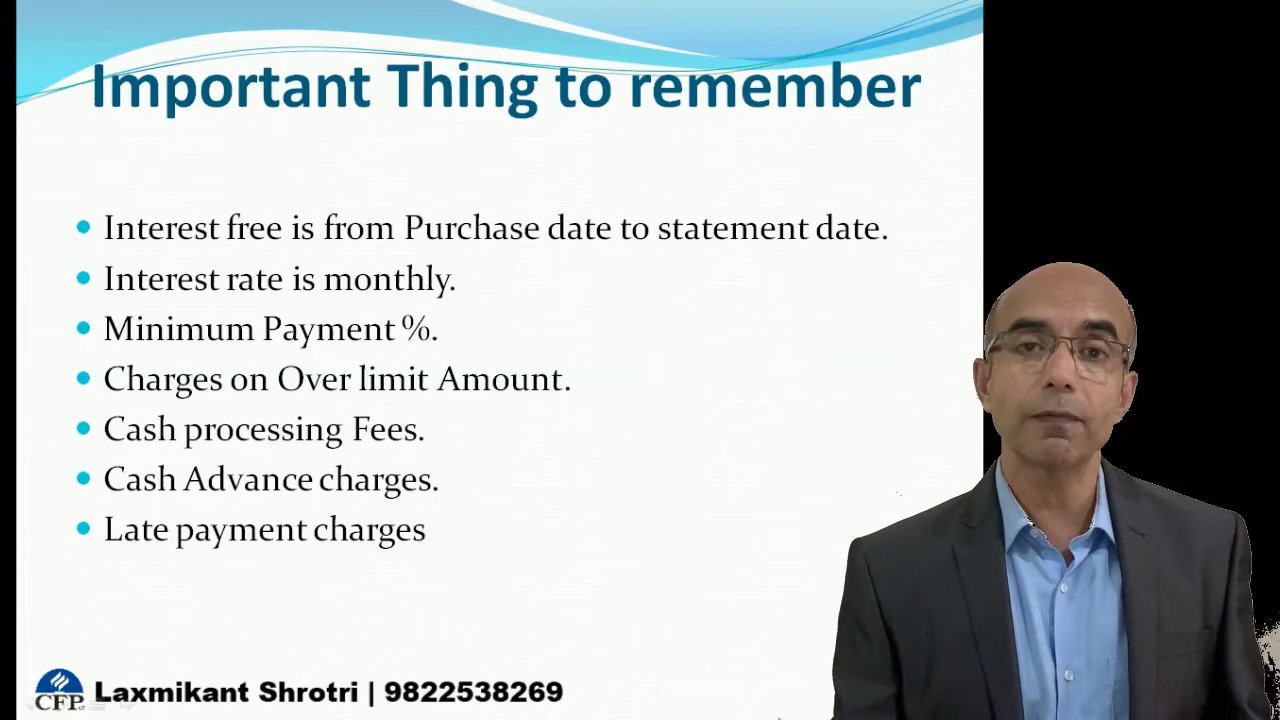 Important Thing to remember
Interest free is from Purchase date to statement date.
Interest rate is monthly.
Minimum Payment %.
Charges on Over limit Amount.
Cash processing Fees.
Cash Advance charges.
Late payment charges
CFP
Laxmikant Shrotri | 9822538269